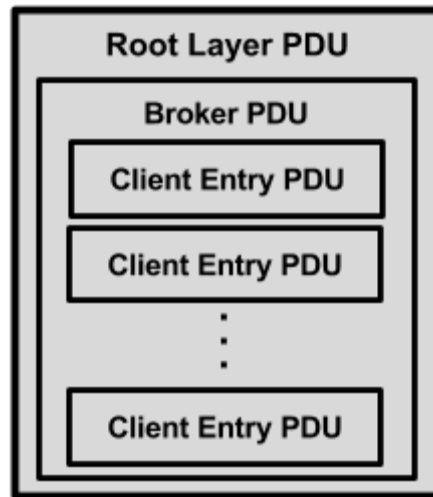 Root Layer PDU
Broker PDU
Client Entry PDU
Client Entry PDU
Client Entry PDU